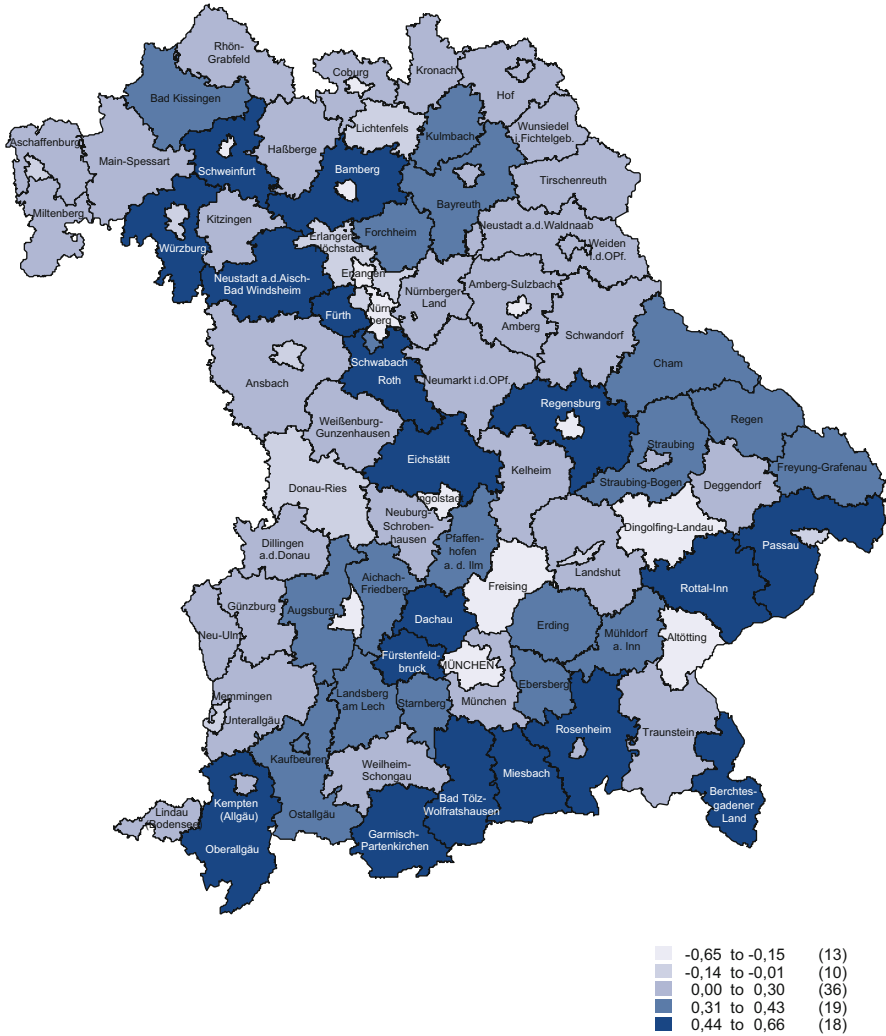 Rhön-
Grabfeld
Coburg
Kronach
Hof
Bad Kissingen
Lichtenfels
Kulmbach
Wunsiedel
i.Fichtelgeb.
Aschaffenburg
Main-Spessart
Schweinfurt
Haßberge
Bamberg
Bayreuth
Tirschenreuth
Miltenberg
Kitzingen
Würzburg
Erlangen-
Höchstadt
Forchheim
Neustadt a.d.Waldnaab
Weiden
i.d.OPf.
Neustadt a.d.Aisch-
Bad Windsheim
Erlangen
Fürth
Nürn-
berg
Nürnberger
Land
Amberg-Sulzbach
Amberg
Schwandorf
Cham
Ansbach
Schwabach
Roth
Neumarkt i.d.OPf.
Regensburg
Regen
Weißenburg-
Gunzenhausen
Straubing
Eichstätt
Kelheim
Straubing-Bogen
Deggendorf
Freyung-Grafenau
Donau-Ries
Ingolstadt
Neuburg-
Schroben-
hausen
Dingolfing-Landau
Passau
Dillingen
a.d.Donau
Pfaffen-
hofen
a. d. Ilm
Landshut
Rottal-Inn
Aichach-
Friedberg
Freising
Günzburg
Augsburg
Neu-Ulm
Dachau
Erding
Mühldorf
a. Inn
Altötting
Fürstenfeld-
bruck
MÜNCHEN
München
Ebersberg
Memmingen
Unterallgäu
Landsberg
am Lech
Starnberg
Rosenheim
Traunstein
Kaufbeuren
Weilheim-
Schongau
Miesbach
Berchtes-
gadener
Land
Kempten
(Allgäu)
Bad Tölz-
Wolfratshausen
Lindau
(Bodensee)
Ostallgäu
Oberallgäu
Garmisch-
Partenkirchen
-0,65 to -0,15 (13)
-0,14 to -0,01 (10)
0,00 to 0,30 (36)
0,31 to 0,43 (19)
0,44 to 0,66 (18)